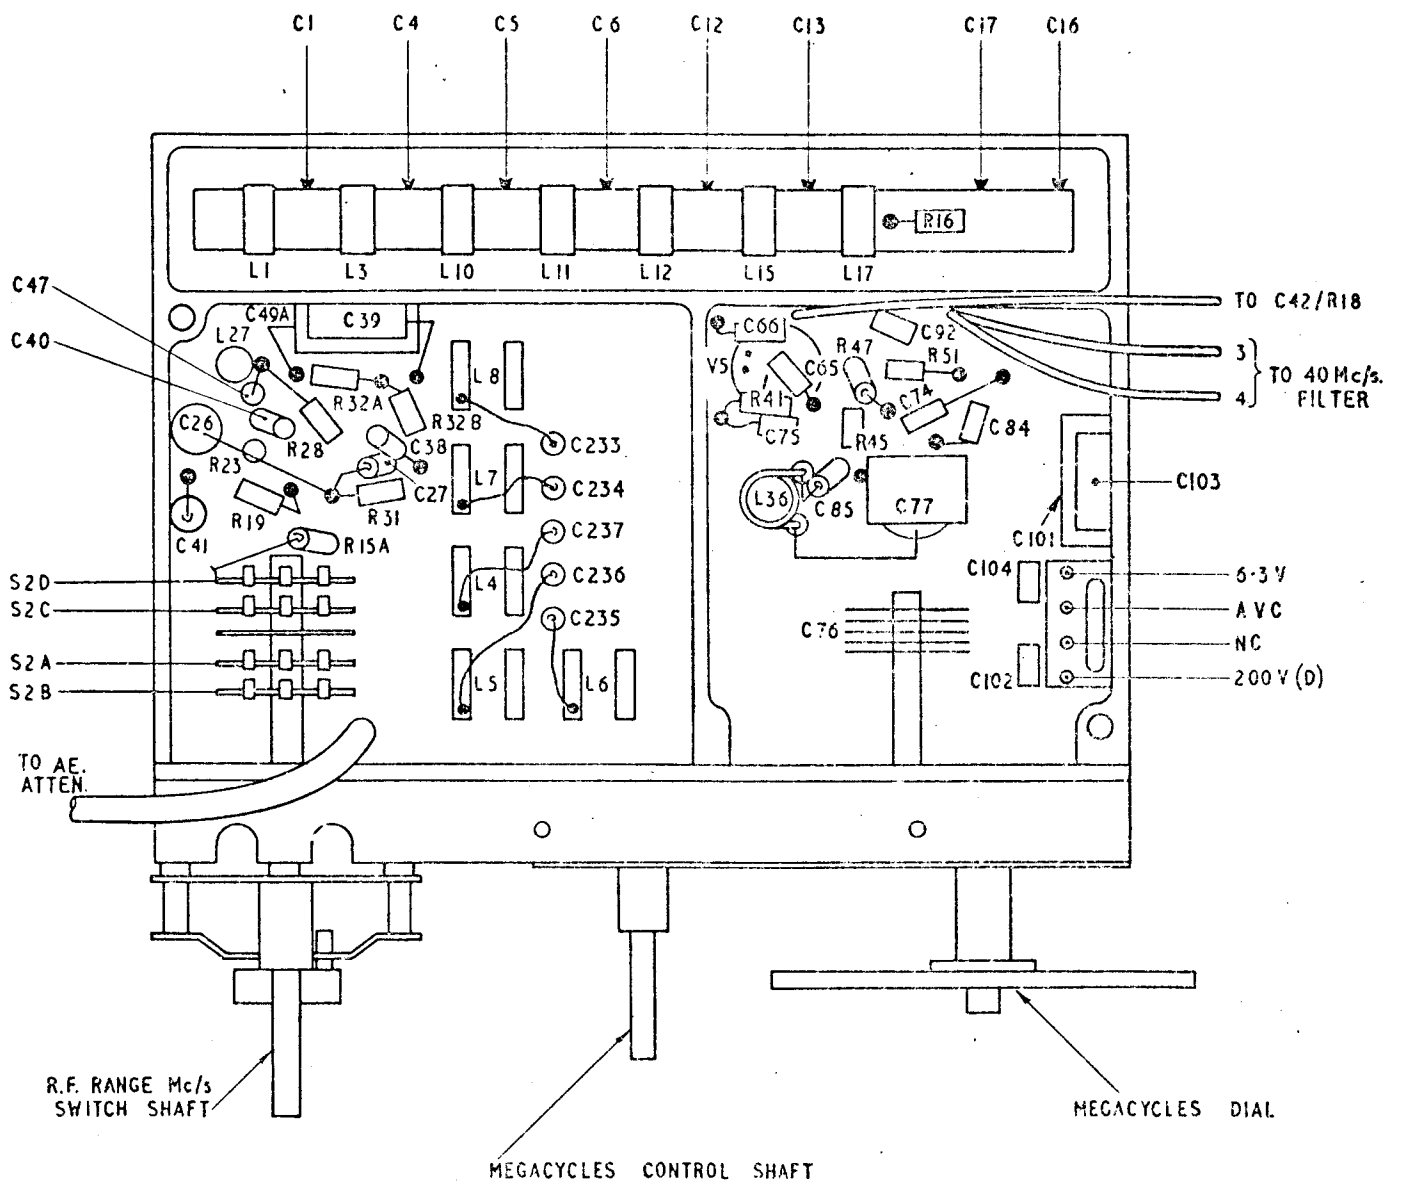 C1 C4 C5 C6 C12 C13 C17 C16
R16
L1 L3 L10 L11 L12 L15 L17
C47
C40
C49A
C39
L27
C26
R32A
R32B
R28
R23
C38
C27
R19
R31
C41
R15A
L8
L7
L4
L5
L6
C233
C234
C237
C236
C235
S2D
S2C
S2A
S2B
TO AE.
ATTEN.
C66
V5
C65
R47
C92
R51
R41
C74
C75
R45
C84
L36
C85
C77
C76
TO C42/R18
3
4
TO 40 Mc/s.
FILTER
C103
C101
C104
C102
6·3 V
AVC
NC
200V (D)
R.F. RANGE Mc/s
SWITCH SHAFT
MEGACYCLES CONTROL SHAFT
MEGACYCLES DIAL